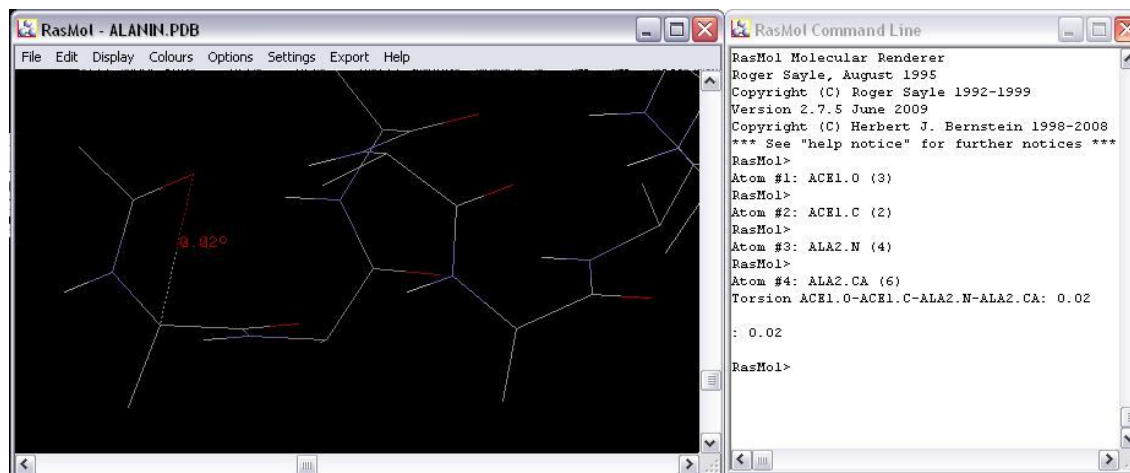 RasMol - ALANIN.PDB
File Edit Display Colours Options Settings Export Help
RasMol Command Line
RasMol Molecular Renderer
Roger Sayle, August 1995
Copyright (C) Roger Sayle 1992-1999
Version 2.7.5 June 2009
Copyright (C) Herbert J. Bernstein 1998-2008
*** See "help notice" for further notices ***
RasMol>
Atom #1: ACE1.O (3)
RasMol>
Atom #2: ACE1.C (2)
RasMol>
Atom #3: ALA2.N (4)
RasMol>
Atom #4: ALA2.CA (6)
Torsion ACE1.O-ACE1.C-ALA2.N-ALA2.CA: 0.02
: 0.02
RasMol>
0.02º